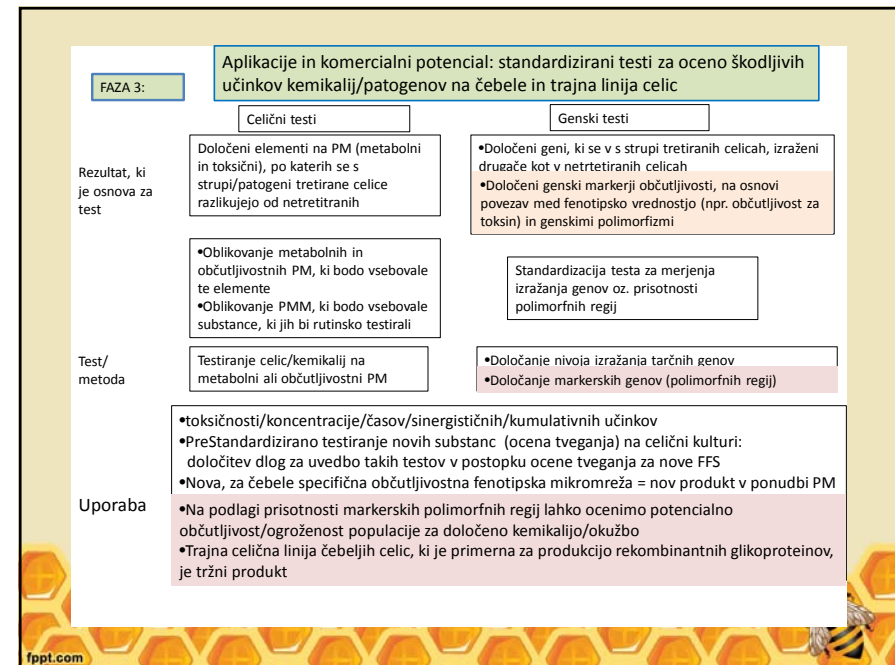 FAZA 3:
Aplikacije in komercialni potencial: standardizirani testi za oceno škodljivih
učinkov kemikalij/patogenov na čebele in trajna linija celic
Celični testi
Genski testi
Rezultat, ki
je osnova za
test
Določeni elementi na PM (metabolni
in toksični), po katerih se s
strupi/patogeni tretirane celice
razlikujejo od netretitranih
•Določeni geni, ki se v s strupi tretiranih celicah, izraženi
drugače kot v netrtetiranih celicah
•Določeni genski markerji občutljivosti, na osnovi
povezav med fenotipsko vrednostjo (npr. občutljivost za
toksin) in genskimi polimorfizmi
•Oblikovanje metabolnih in
občutljivostnih PM, ki bodo vsebovale
te elemente
•Oblikovanje PMM, ki bodo vsebovale
substance, ki jih bi rutinsko testirali
Standardizacija testa za merjenja
izražanja genov oz. prisotnosti
polimorfnih regij
Test/
metoda
Testiranje celic/kemikalij na
metabolni ali občutljivostni PM
•Določanje nivoja izražanja tarčnih genov
•Določanje markerskih genov (polimorfnih regij)
Uporaba
•toksičnosti/koncentracije/časov/sinergističnih/kumulativnih učinkov
•PreStandardizirano testiranje novih substanc (ocena tveganja) na celični kulturi:
določitev dlog za uvedbo takih testov v postopku ocene tveganja za nove FFS
•Nova, za čebele specifična občutljivostna fenotipska mikromreža = nov produkt v ponudbi PM
•Na podlagi prisotnosti markerskih polimorfnih regij lahko ocenimo potencialno
občutljivost/ogroženost populacije za določeno kemikalijo/okužbo
•Trajna celična linija čebeljih celic, ki je primerna za produkcijo rekombinantnih glikoproteinov,
je tržni produkt
fppt.com